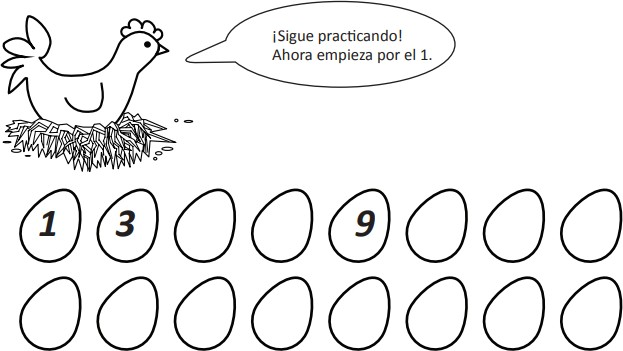 ¡Sigue practicando!
Ahora empieza por el 1.
1 3 9